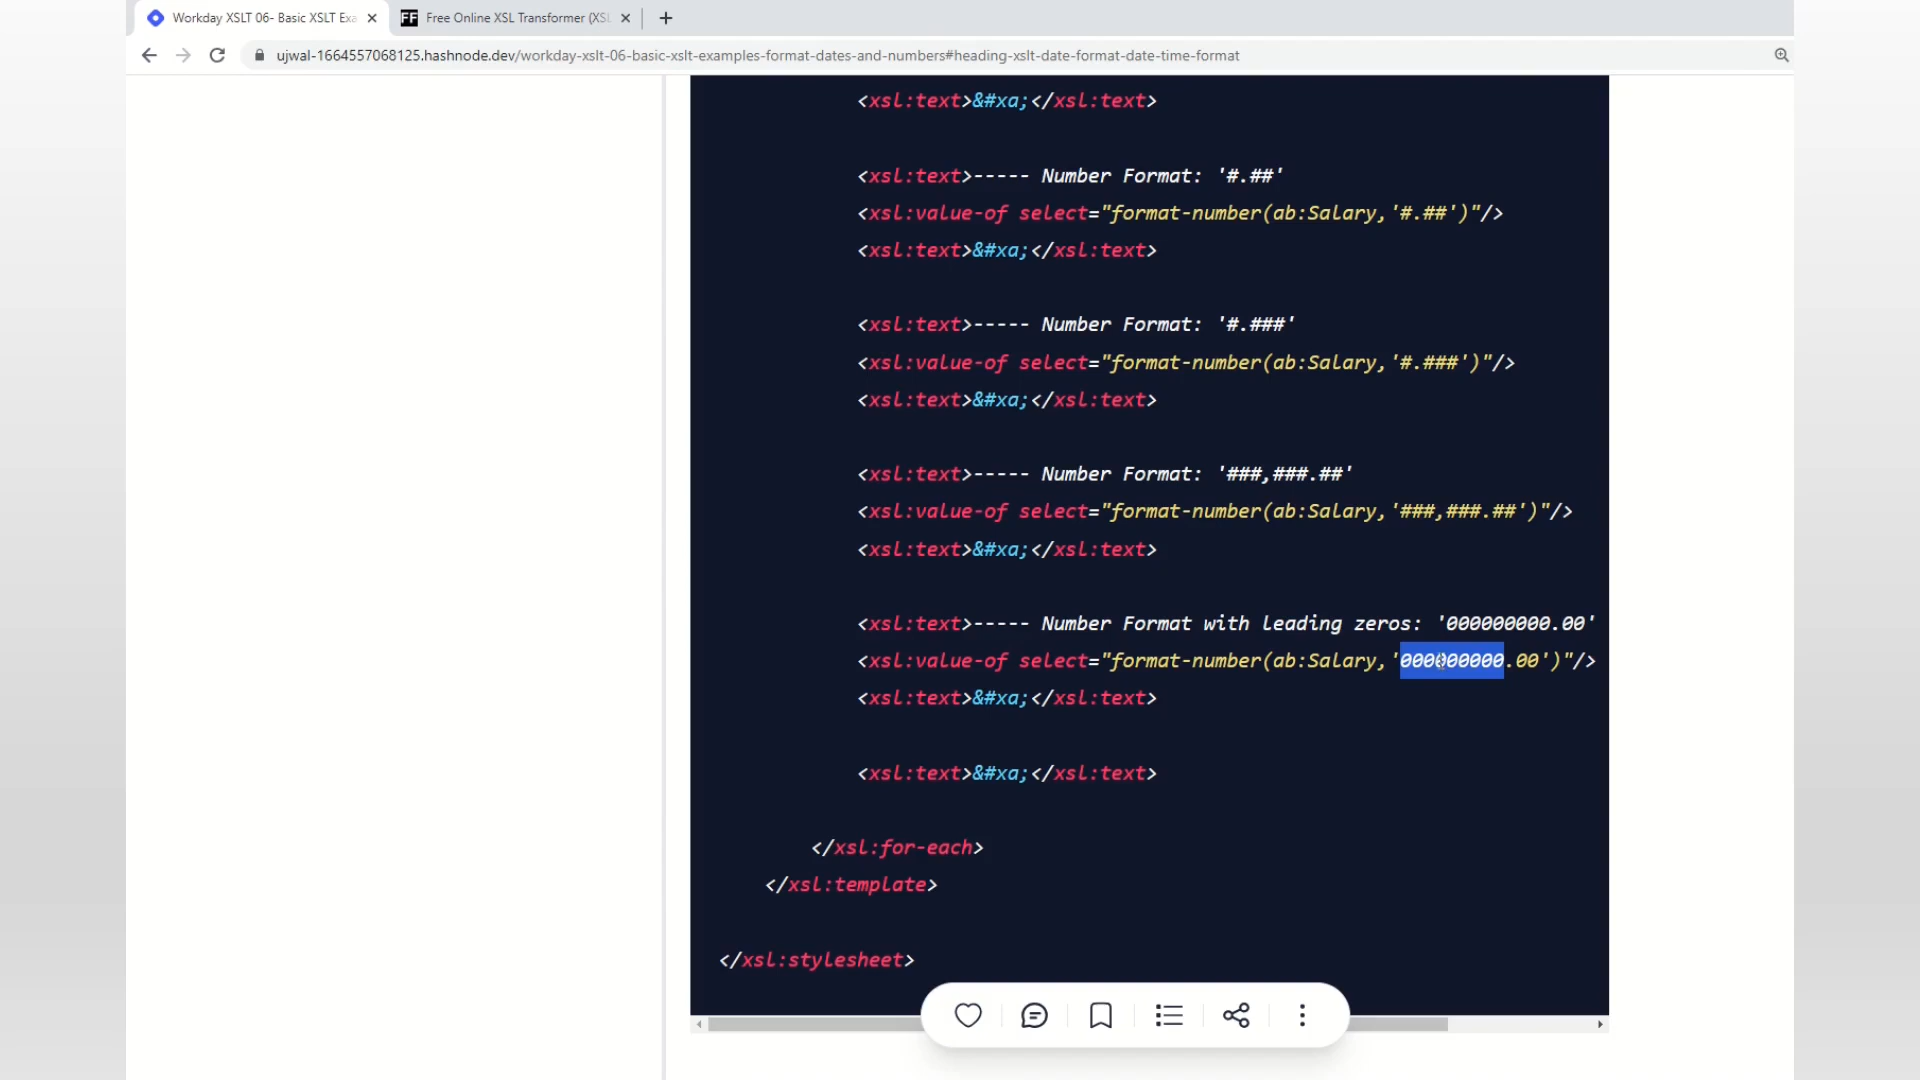 Workday XSLT 06- Basic XSLT Exa
Free Online XSL Transformer (XSL
ujwal-1664557068125.hashnode.dev/workday-xslt-06-basic-xslt-examples-format-dates-and-numbers#heading-xslt-date-format-date-time-format
<xsl:text>&#xa;</xsl:text>
<xsl:text>----- Number Format: '#.##'
<xsl:value-of select="format-number(ab:Salary,'#.##')"/>
<xsl:text>&#xa;</xsl:text>
<xsl:text>----- Number Format: '#.###'
<xsl:value-of select="format-number(ab:Salary,'#.###')"/>
<xsl:text>&#xa;</xsl:text>
<xsl:text>----- Number Format: '###,###.##'
<xsl:value-of select="format-number(ab:Salary,'###,###.##')"/>
<xsl:text>&#xa;</xsl:text>
<xsl:text>----- Number Format with leading zeros: '000000000.00'
<xsl:value-of select="format-number(ab:Salary,'000000000.00')"/>
<xsl:text>&#xa;</xsl:text>
<xsl:text>&#xa;</xsl:text>
</xsl:for-each>
</xsl:template>
</xsl:stylesheet>